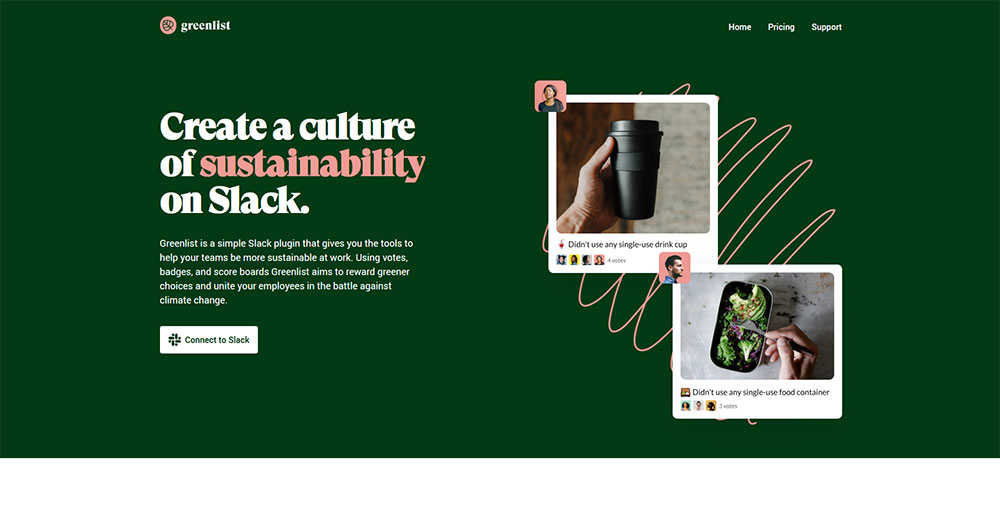 greenlist
Home
Pricing
Support
Create a culture
of sustainability
on Slack.
Greenlist is a simple Slack plugin that gives you the tools to
help your teams be more sustainable at work. Using votes,
badges, and score boards Greenlist aims to reward greener
choices and unite your employees in the battle against
climate change.
Connect to Slack
Didn't use any single-use drink cup
4 votes
Didn't use any single-use food container
3 votes